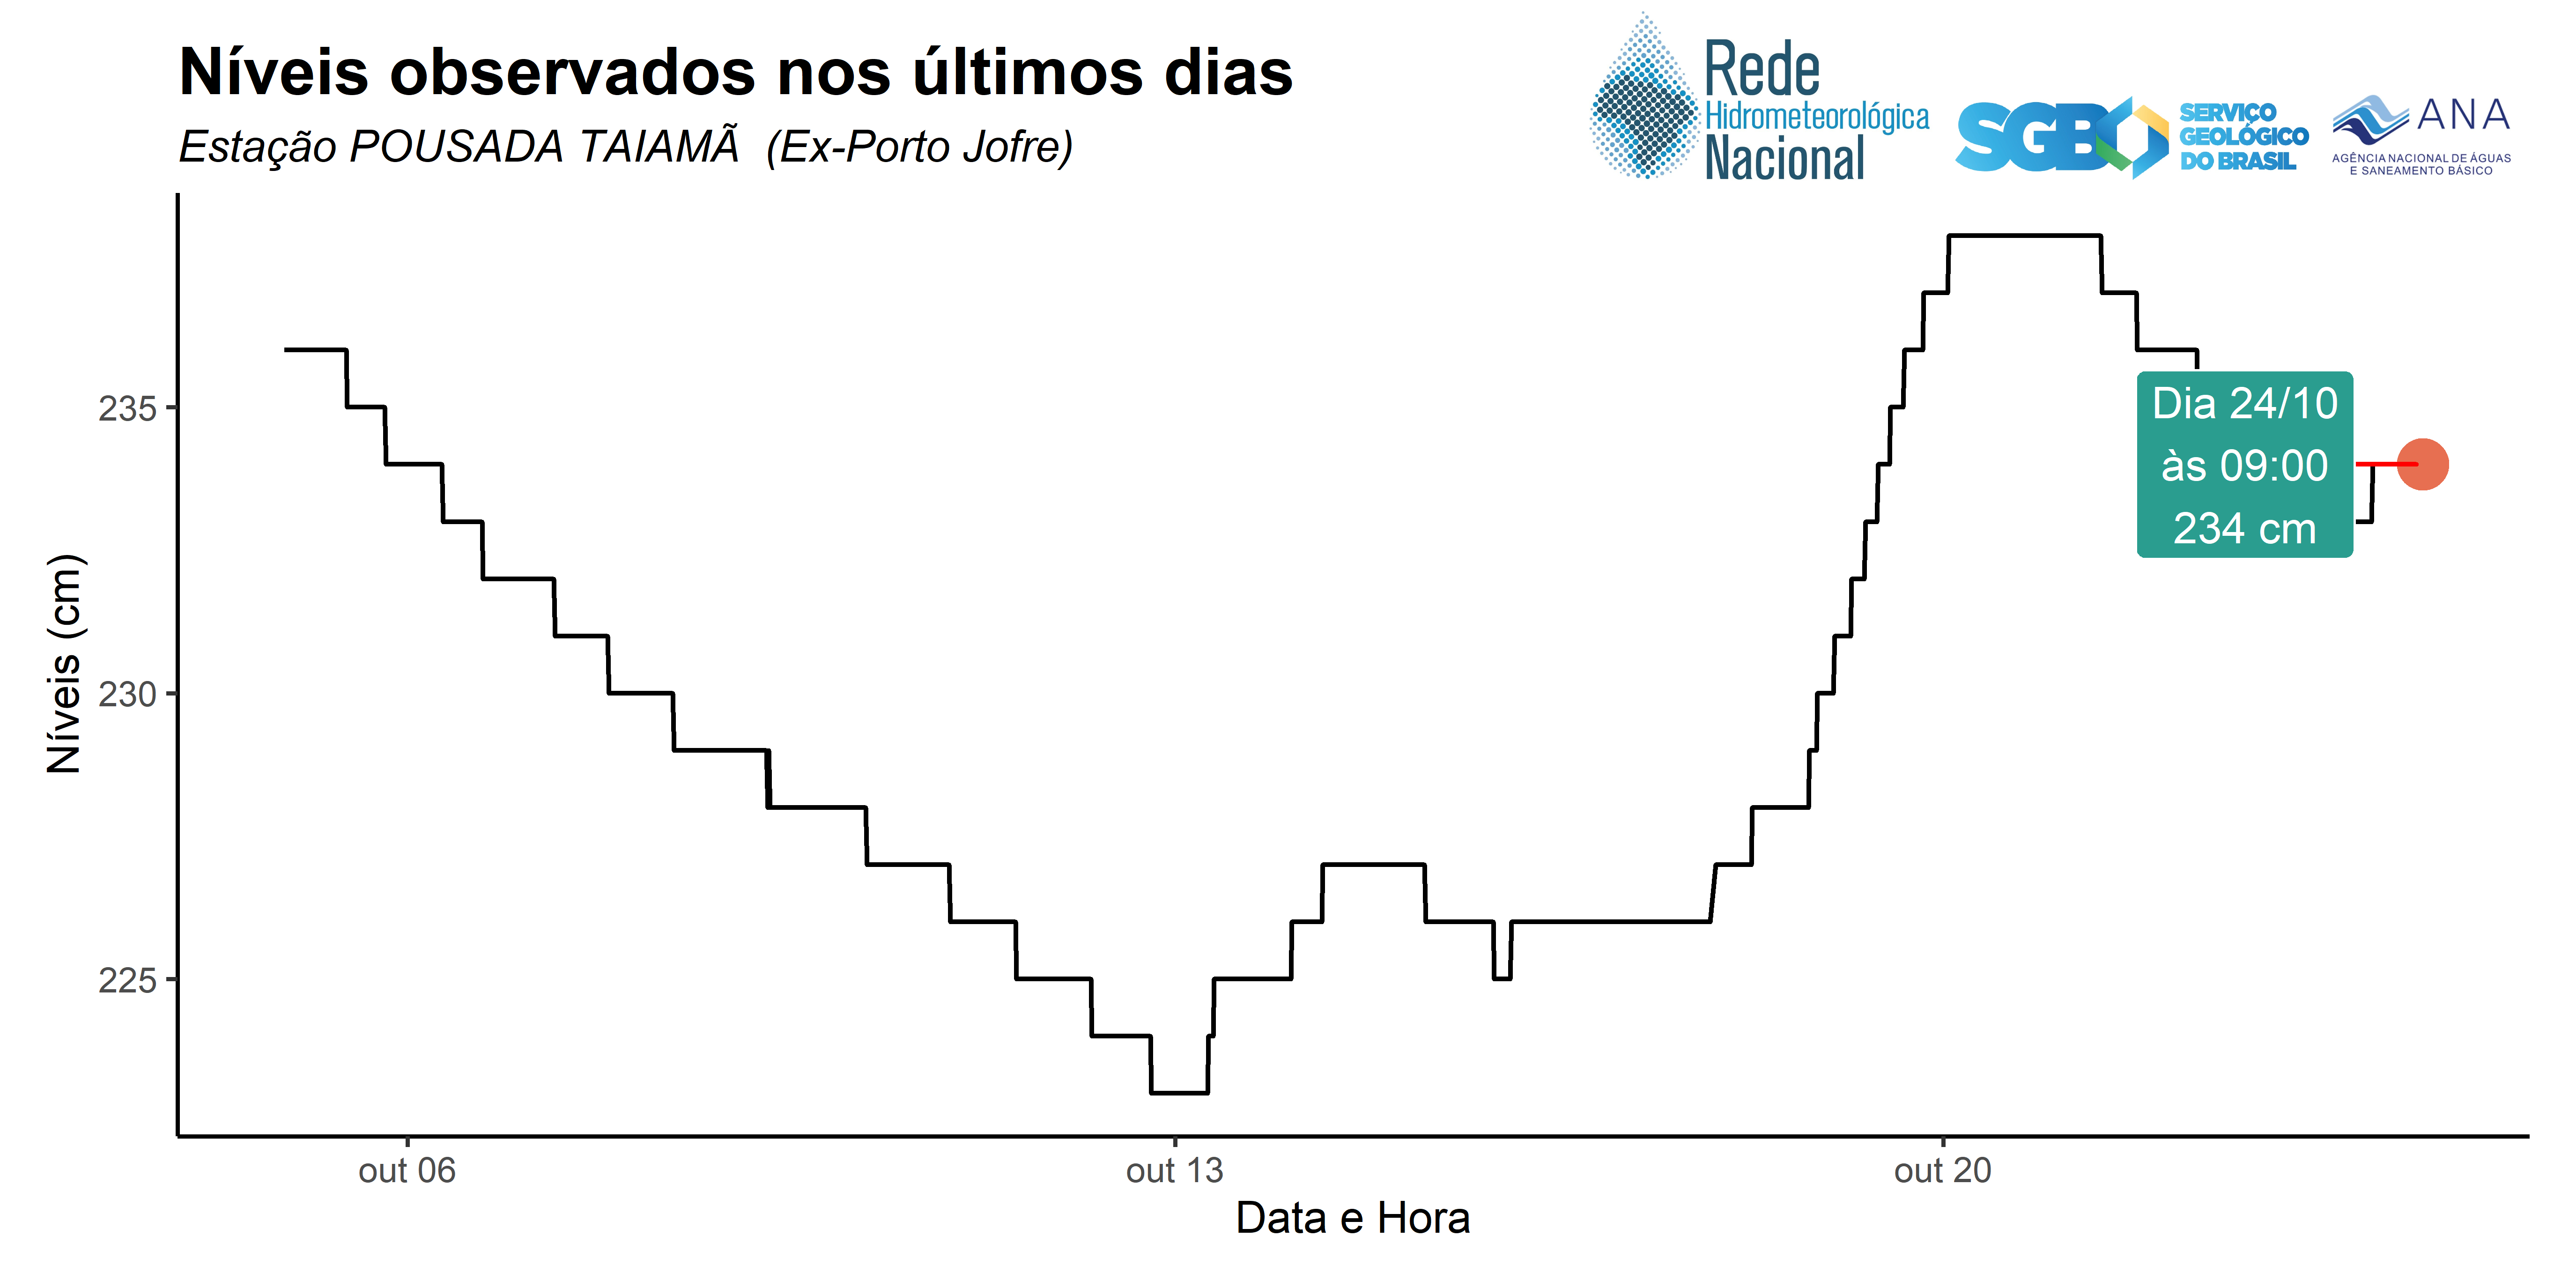 Níveis observados nos últimos dias
Estação POUSADA TAIAMÃ  (Ex-Porto Jofre)
Rede
Hidrometeorológica
Nacional
SGB
SERVIÇO
GEOLÓGICO
DO BRASIL
ANA
AGÊNCIA NACIONAL DE ÁGUAS
E SANEAMENTO BÁSICO
Níveis (cm)
235
230
225
Dia 24/10
às 09:00
234 cm
out 06
out 13
out 20
Data e Hora